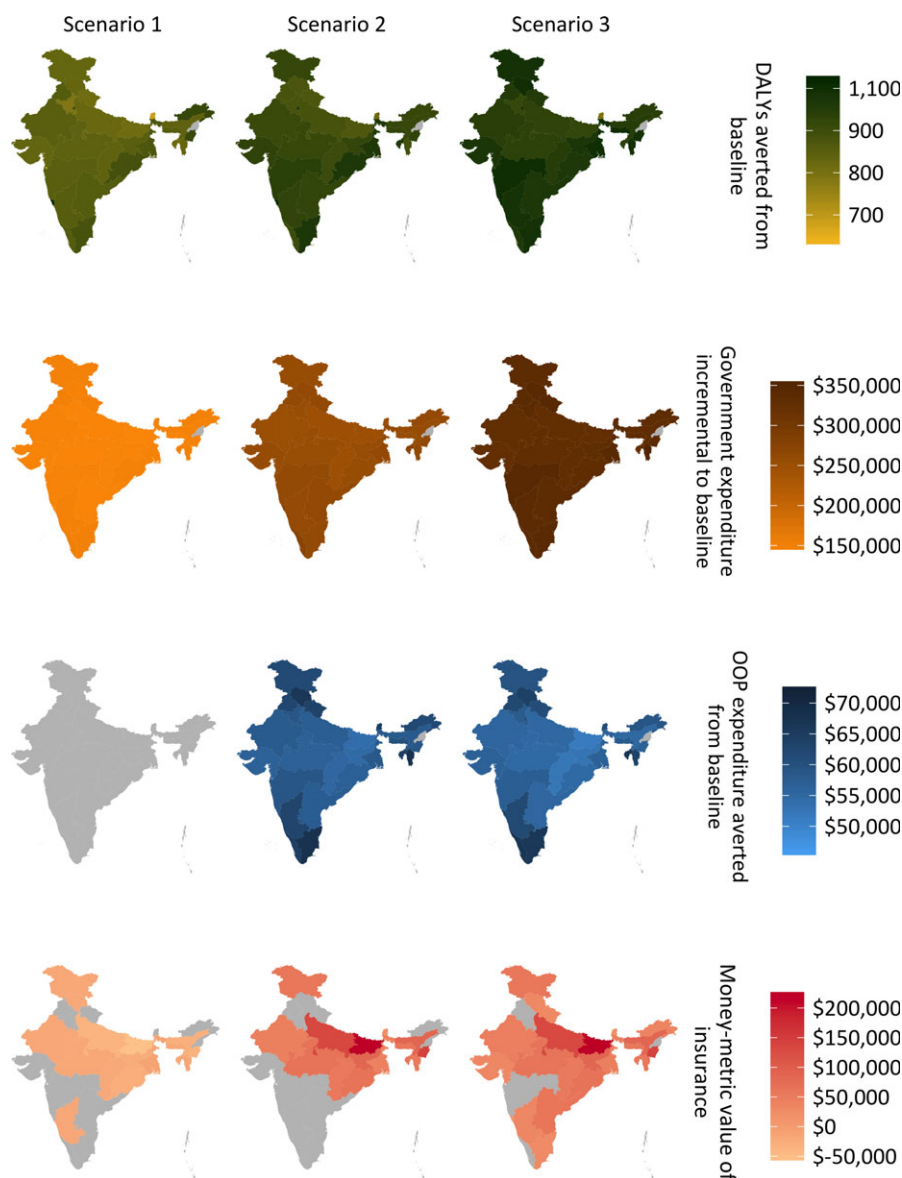 Scenario 1
Scenario 2
Scenario 3
DALYs averted from
baseline
1,100
1,000
900
800
700
Government expenditure
incremental to baseline
$350,000
$300,000
$250,000
$200,000
$150,000
OOP expenditure averted
from baseline
$70,000
$65,000
$60,000
$55,000
$50,000
Money-metric value of
insurance
$200,000
$150,000
$100,000
$50,000
$0
$-50,000